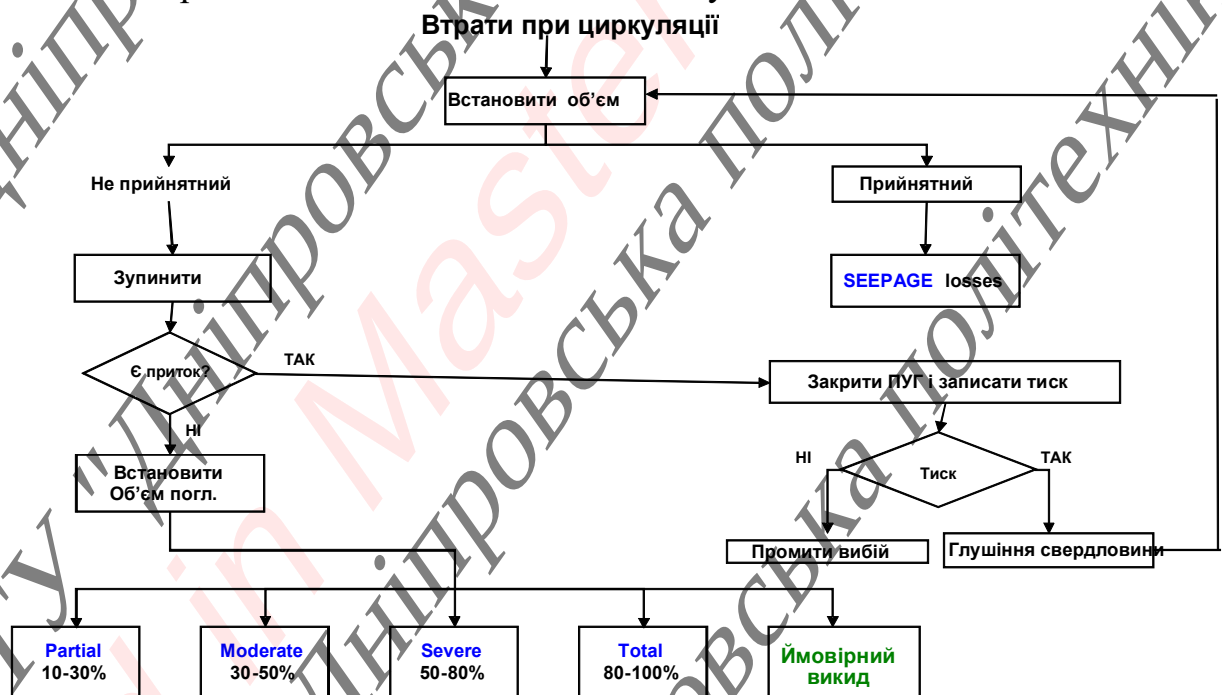 Втрати при циркуляції
Встановити об’єм
Не прийнятний
Прийнятний
Зупинити
SEEPAGE losses
Є приток?
ТАК
Закрити ПУГ і записати тиск
НІ
Встановити
Об’єм погл.
НІ
Тиск
ТАК
Промити вибій
Глушіння свердловини
Partial
10-30%
Moderate
30-50%
Severe
50-80%
Total
80-100%
Ймовірний
викид